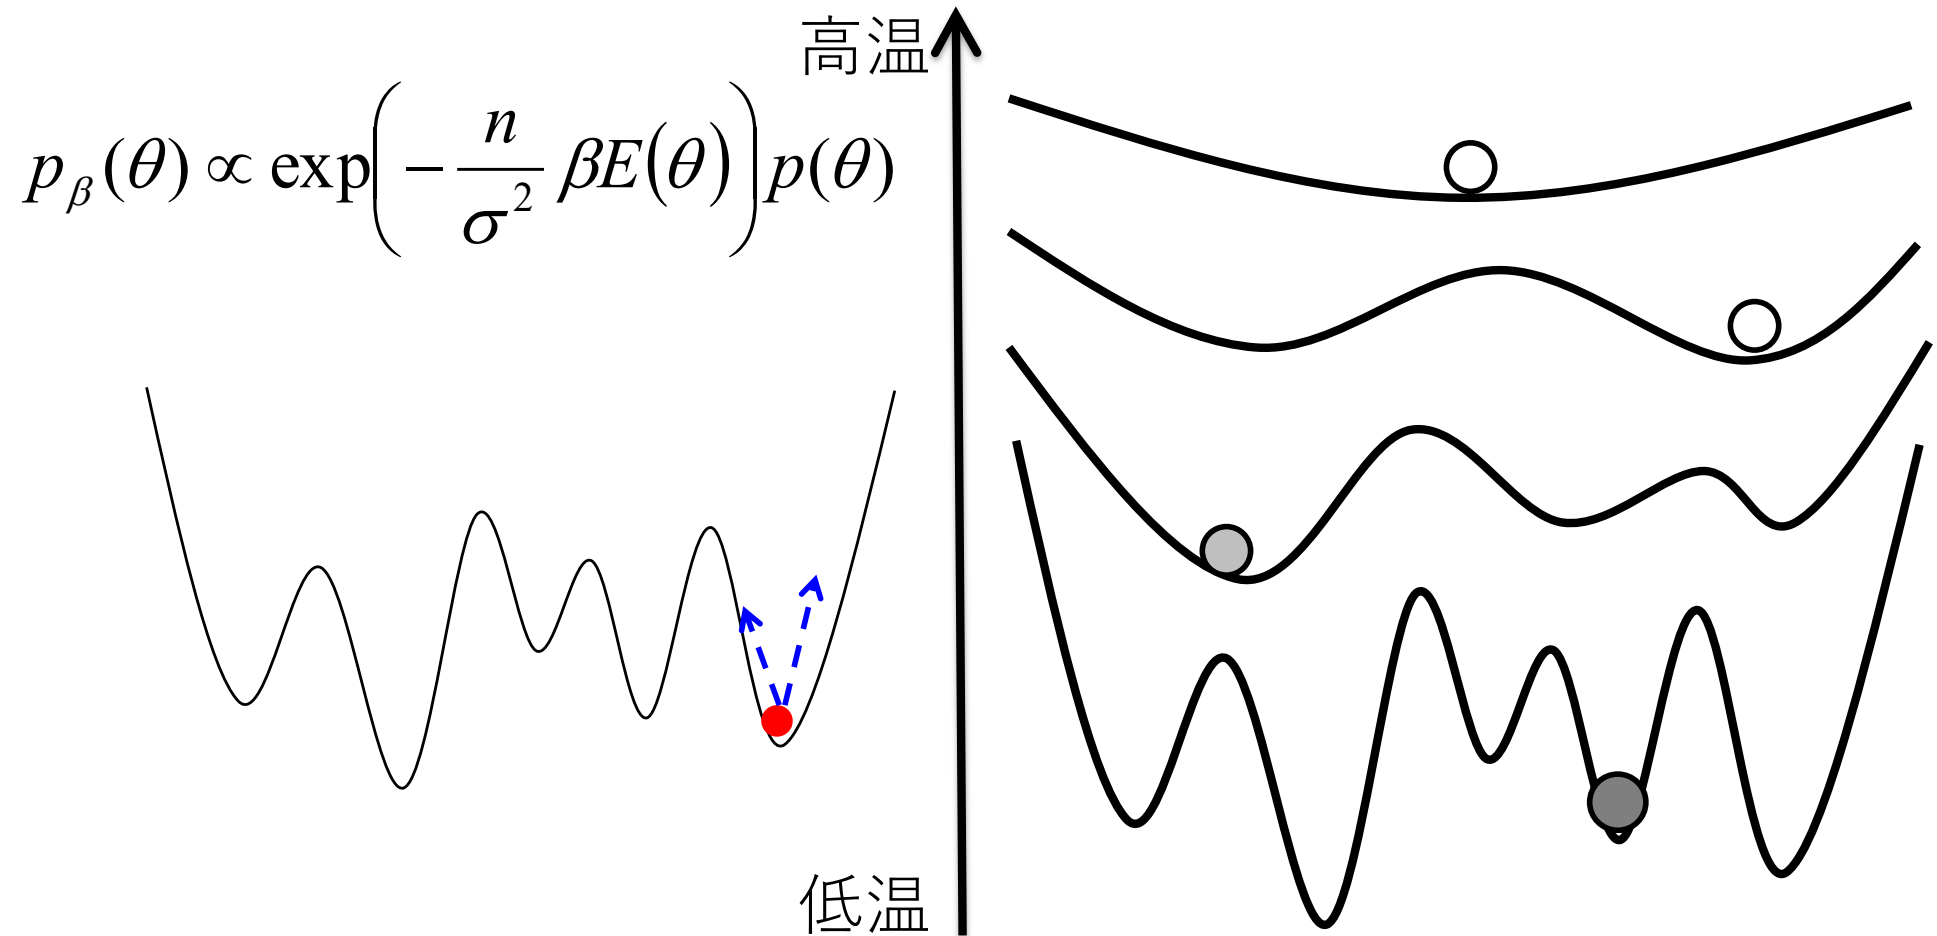 高温
p_β(θ) ∝ exp(−n/σ² βE(θ))p(θ)
低温